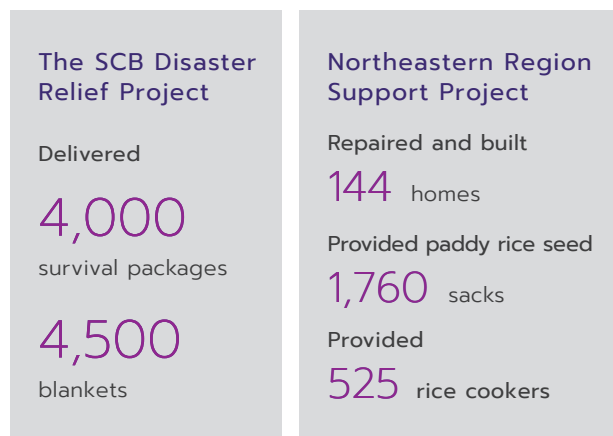 The SCB Disaster
Relief Project
Delivered
4,000
survival packages
4,500
blankets
Northeastern Region
Support Project
Repaired and built
144 homes
Provided paddy rice seed
1,760 sacks
Provided
525 rice cookers